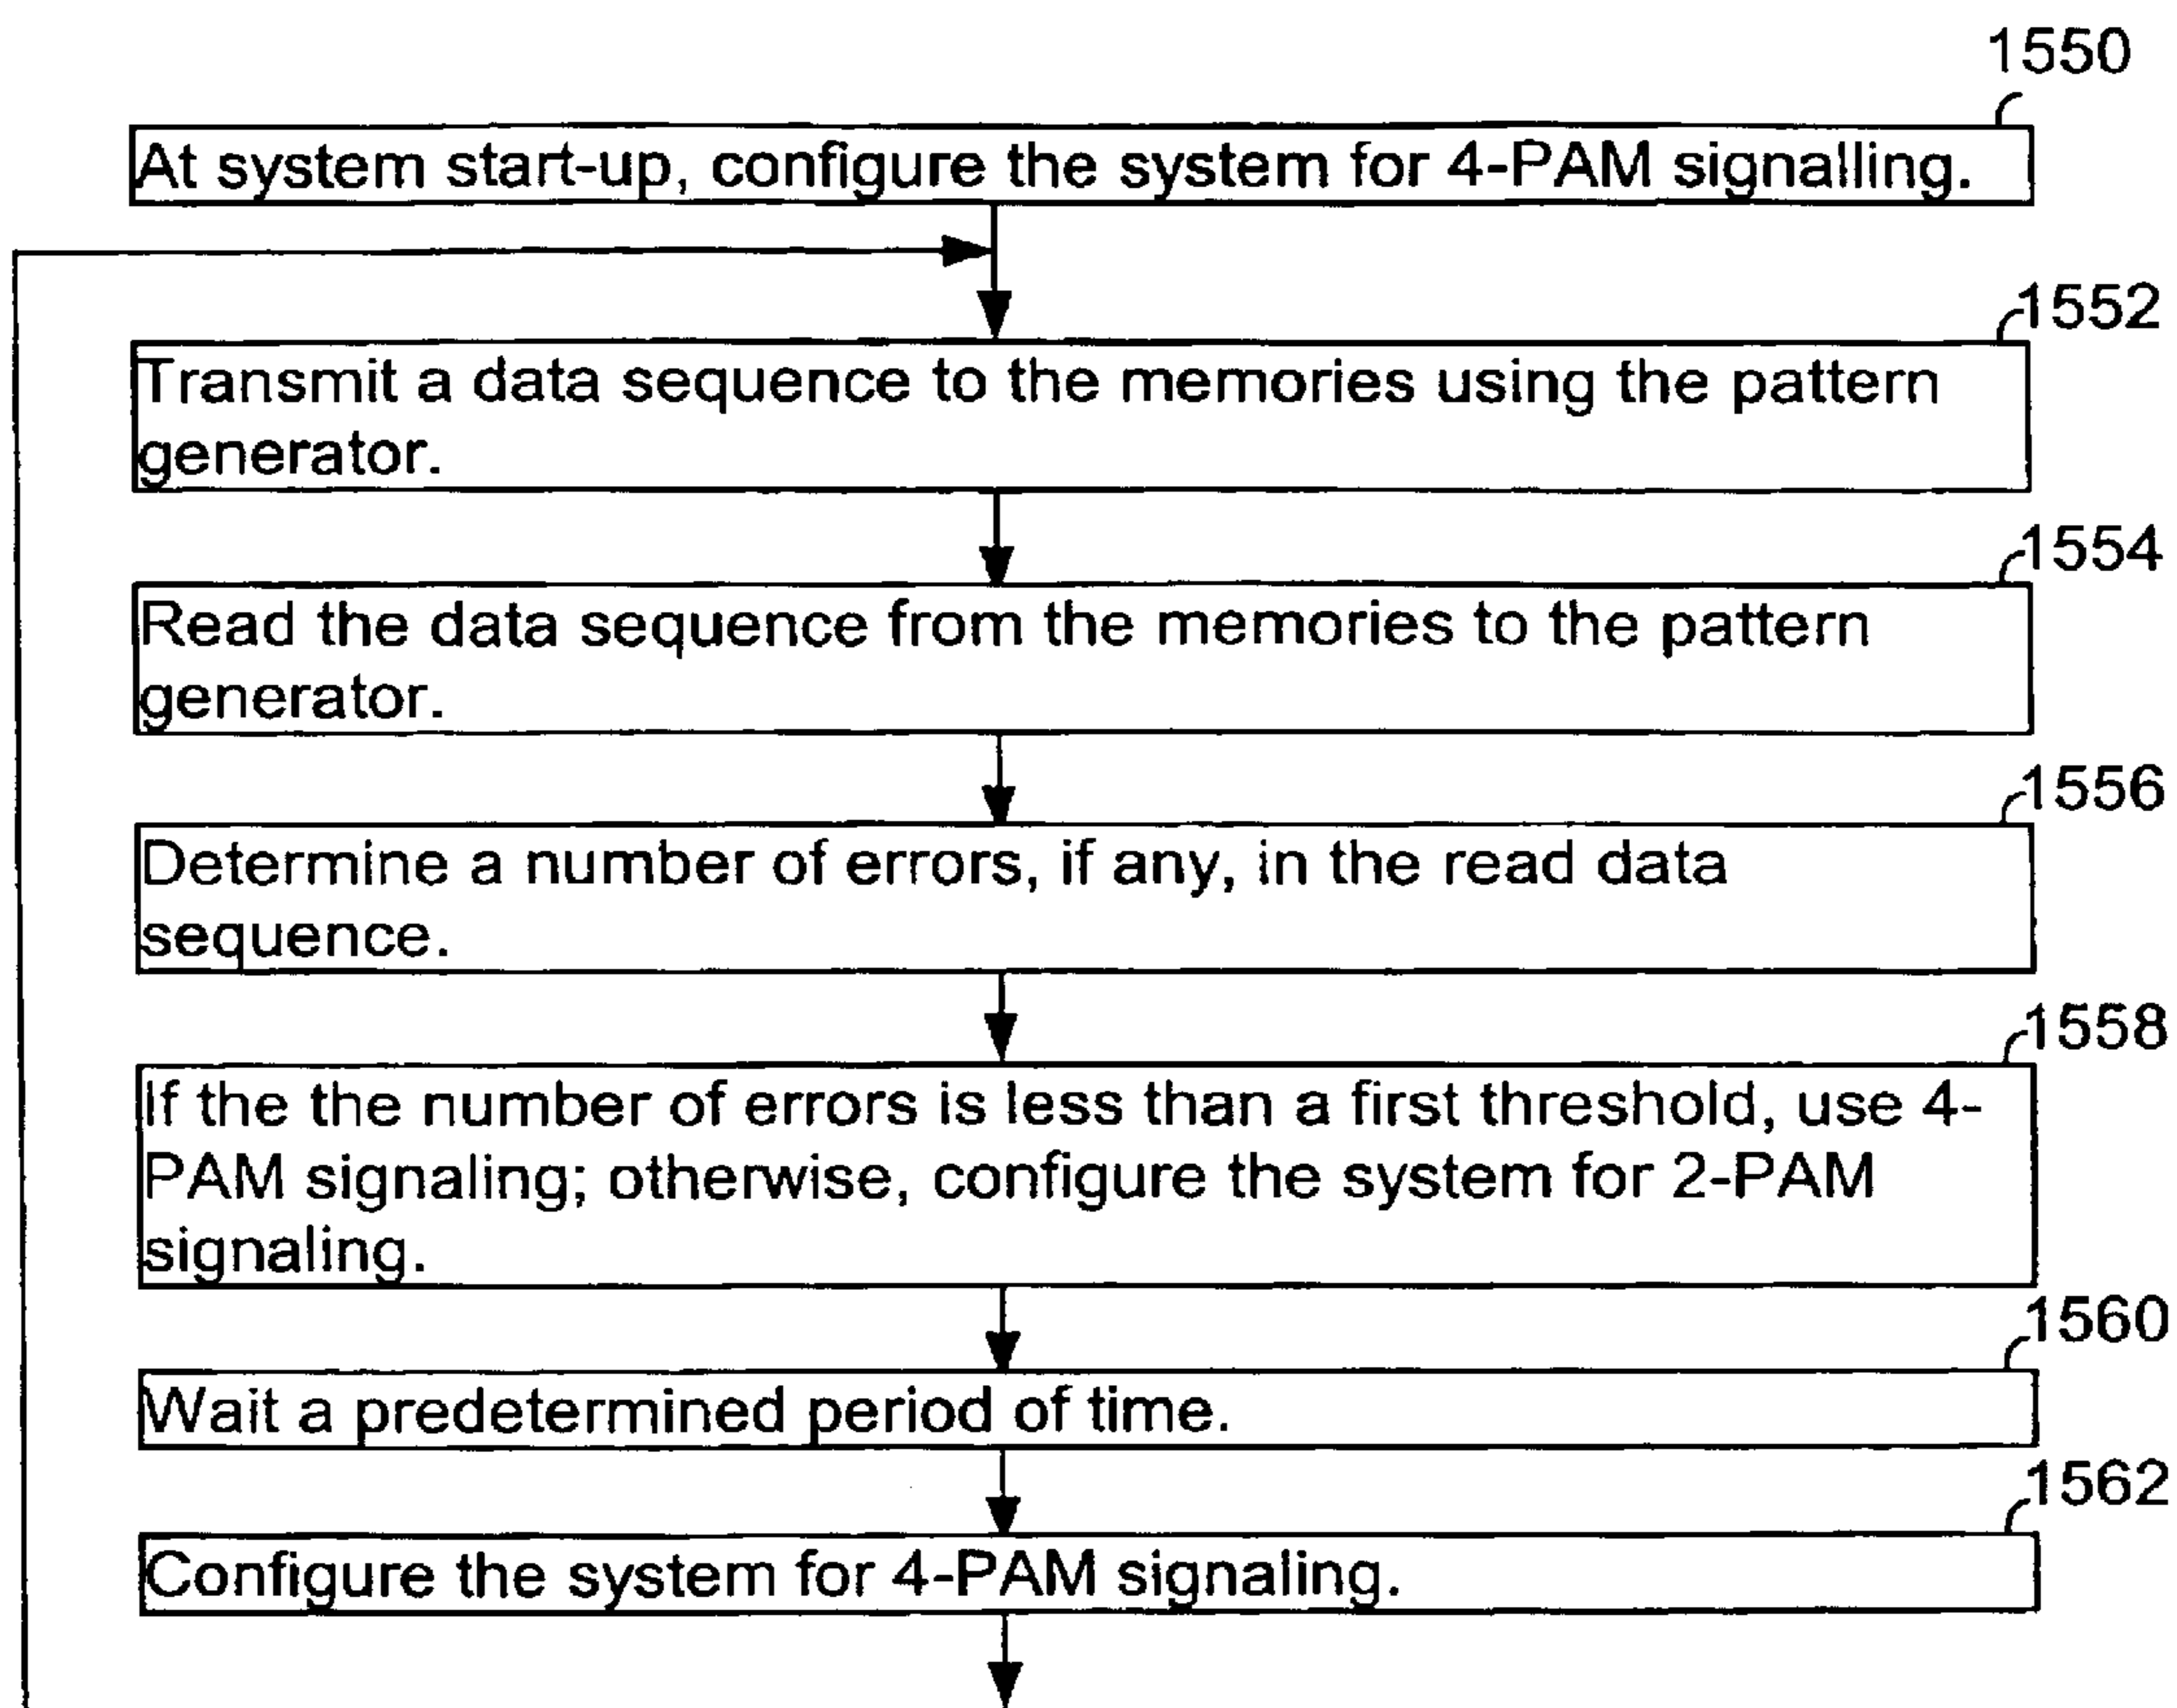 1550
At system start-up, configure the system for 4-PAM signalling.
1552
Transmit a data sequence to the memories using the pattern
generator.
1554
Read the data sequence from the memories to the pattern
generator.
1556
Determine a number of errors, if any, in the read data
sequence.
1558
If the the number of errors is less than a first threshold, use 4-
PAM signaling; otherwise, configure the system for 2-PAM
signaling.
1560
Wait a predetermined period of time.
1562
Configure the system for 4-PAM signaling.